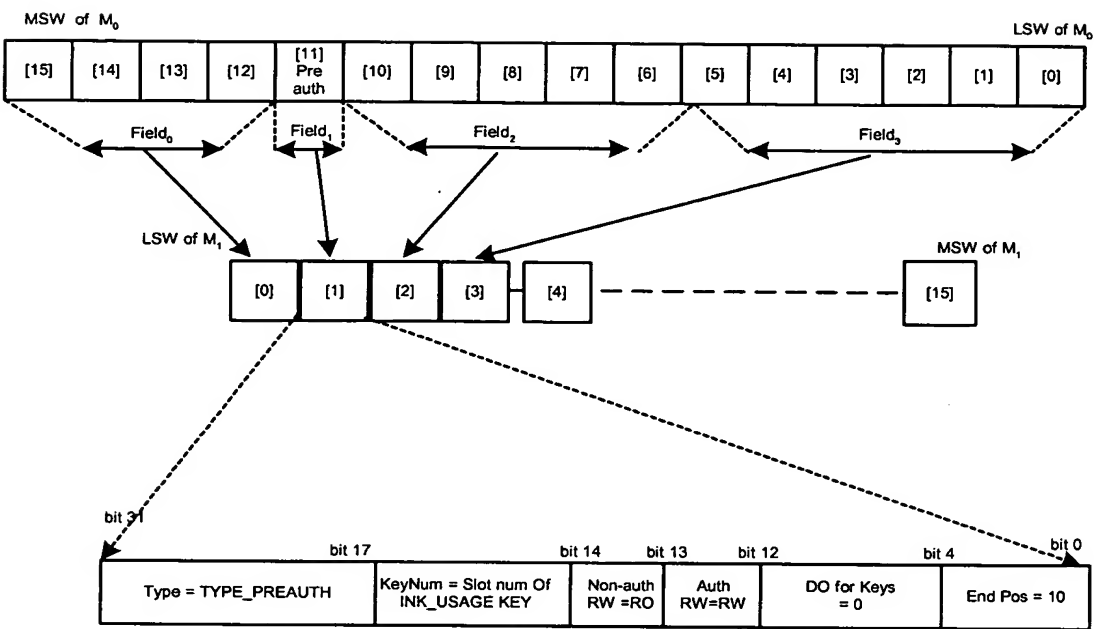 MSW of M₀
LSW of M₀
[15] [14] [13] [12] [11] Pre auth [10] [9] [8] [7] [6] [5] [4] [3] [2] [1] [0]
Field₀ Field₁ Field₂ Field₃
LSW of M₁
MSW of M₁
[0] [1] [2] [3] [4] [15]
bit 31 bit 17 bit 14 bit 13 bit 12 bit 4 bit 0
Type = TYPE_PREAUTH
KeyNum = Slot num Of
INK_USAGE KEY
Non-auth
RW =RO
Auth
RW=RW
DO for Keys
= 0
End Pos = 10